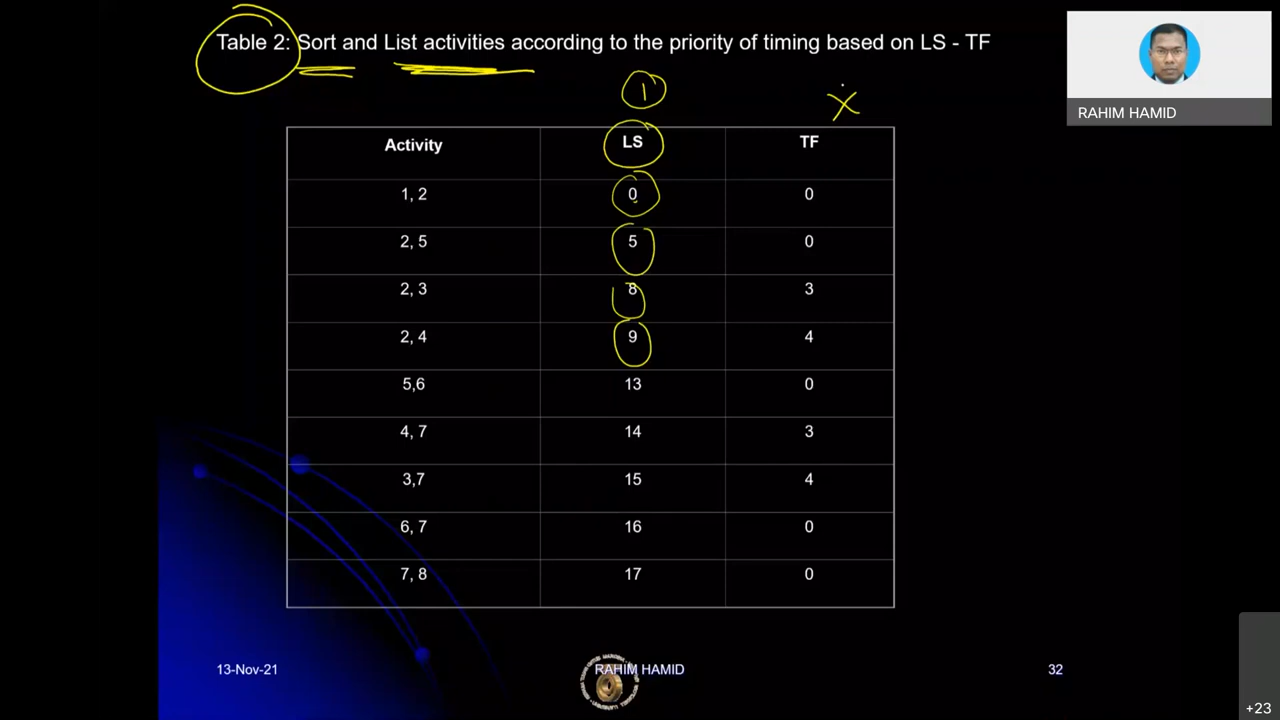 Table 2: Sort and List activities according to the priority of timing based on LS - TF
1
x
RAHIM HAMID
Activity LS TF
1, 2 0 0
2, 5 5 0
2, 3 8 3
2, 4 9 4
5,6 13 0
4, 7 14 3
3,7 15 4
6, 7 16 0
7, 8 17 0
13-Nov-21 RAHIM HAMID 32
+23